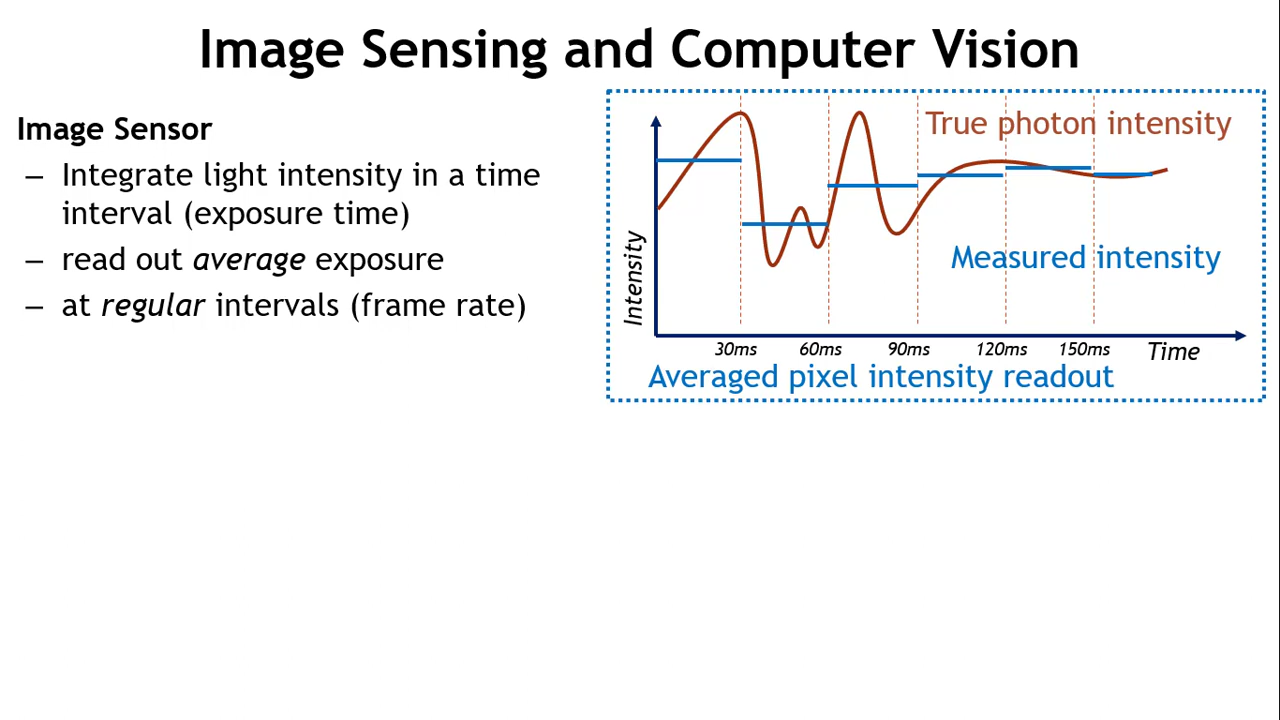 Image Sensing and Computer Vision
Image Sensor
– Integrate light intensity in a time
interval (exposure time)
– read out average exposure
– at regular intervals (frame rate)
True photon intensity
Measured intensity
Intensity
30ms 60ms 90ms 120ms 150ms Time
Averaged pixel intensity readout